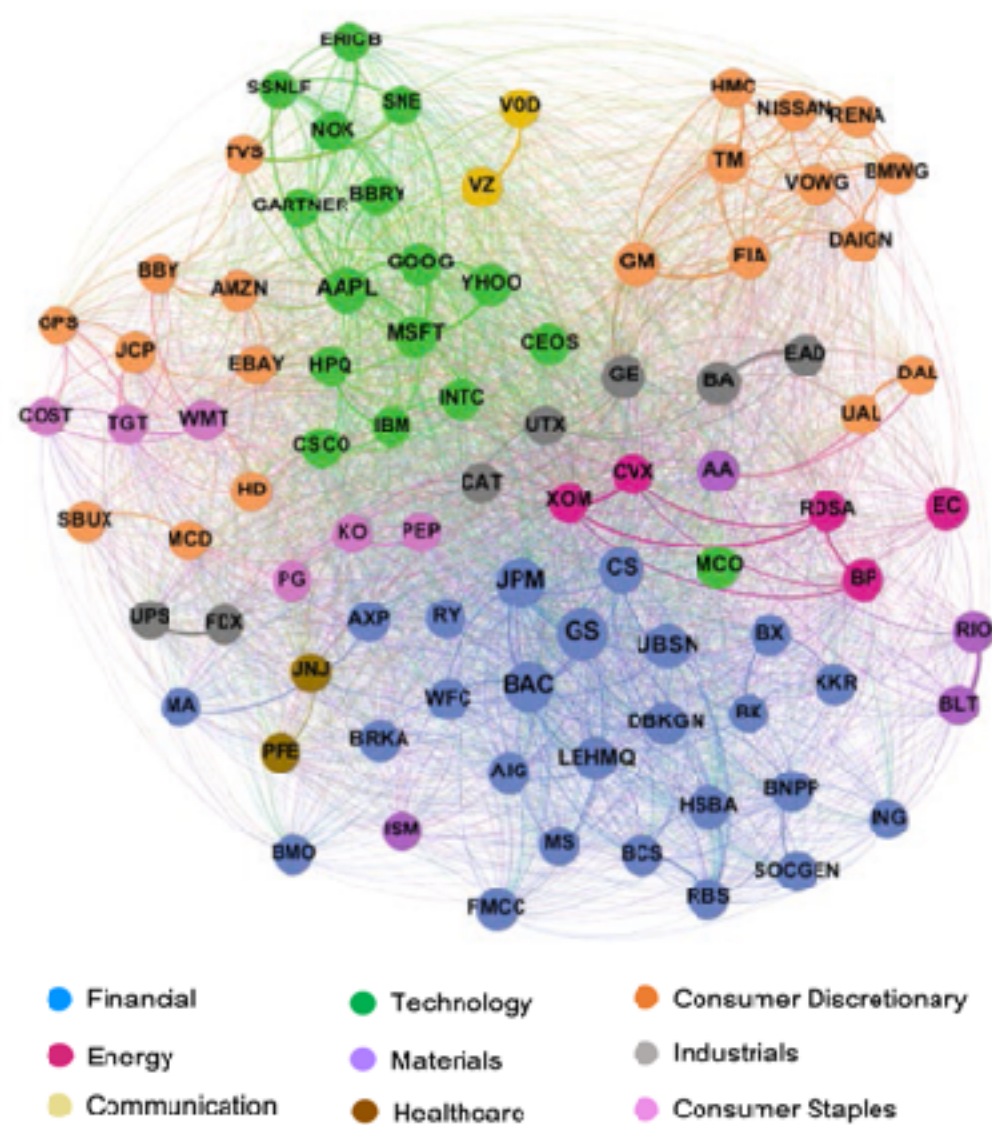 ERICB
SSNLF
SNE
VOD
HMC
NISSAN
RENA
NOK
TVS
TM
BMWG
VZ
VOWG
GARTNER
BBRY
DAIGN
GOOG
GM
FIA
BBY
AMZN
AAPL
YHOO
GPS
MSFT
CEOS
JCP
EBAY
HPQ
GE
BA
EAD
DAL
INTC
COST
TGT
WMT
IBM
UTX
UAL
CSCO
CAT
CVX
AA
HD
XOM
RDSA
EC
SBUX
MCD
KO
PEP
PG
JPM
CS
MCO
BP
UPS
FDX
AXP
RY
GS
UBSN
BX
RIO
JNJ
BAC
KKR
MA
WFC
BK
BLT
PFE
BRKA
DBKGN
AIG
LEHMQ
HSBA
BNPP
ING
ISM
BMO
MS
BCS
SOCGEN
FMCC
RBS
Financial
Technology
Consumer Discretionary
Energy
Materials
Industrials
Communication
Healthcare
Consumer Staples